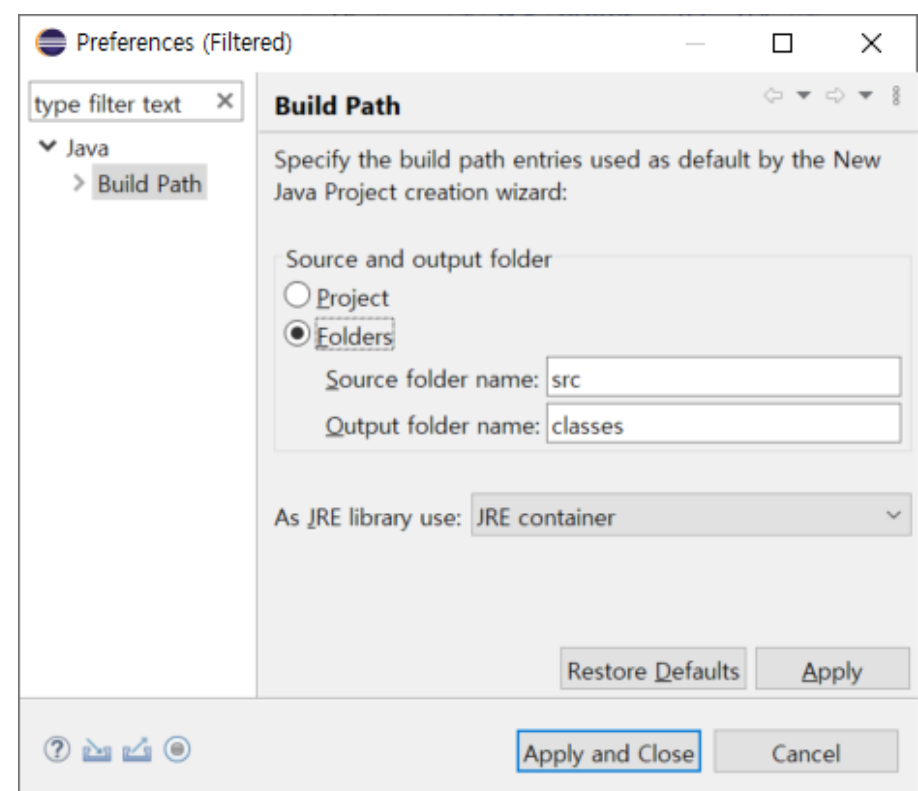 Preferences (Filtered)
type filter text
Java
Build Path
Build Path
Specify the build path entries used as default by the New
Java Project creation wizard:
Source and output folder
Project
Folders
Source folder name: src
Output folder name: classes
As JRE library use: JRE container
Restore Defaults Apply
Apply and Close Cancel